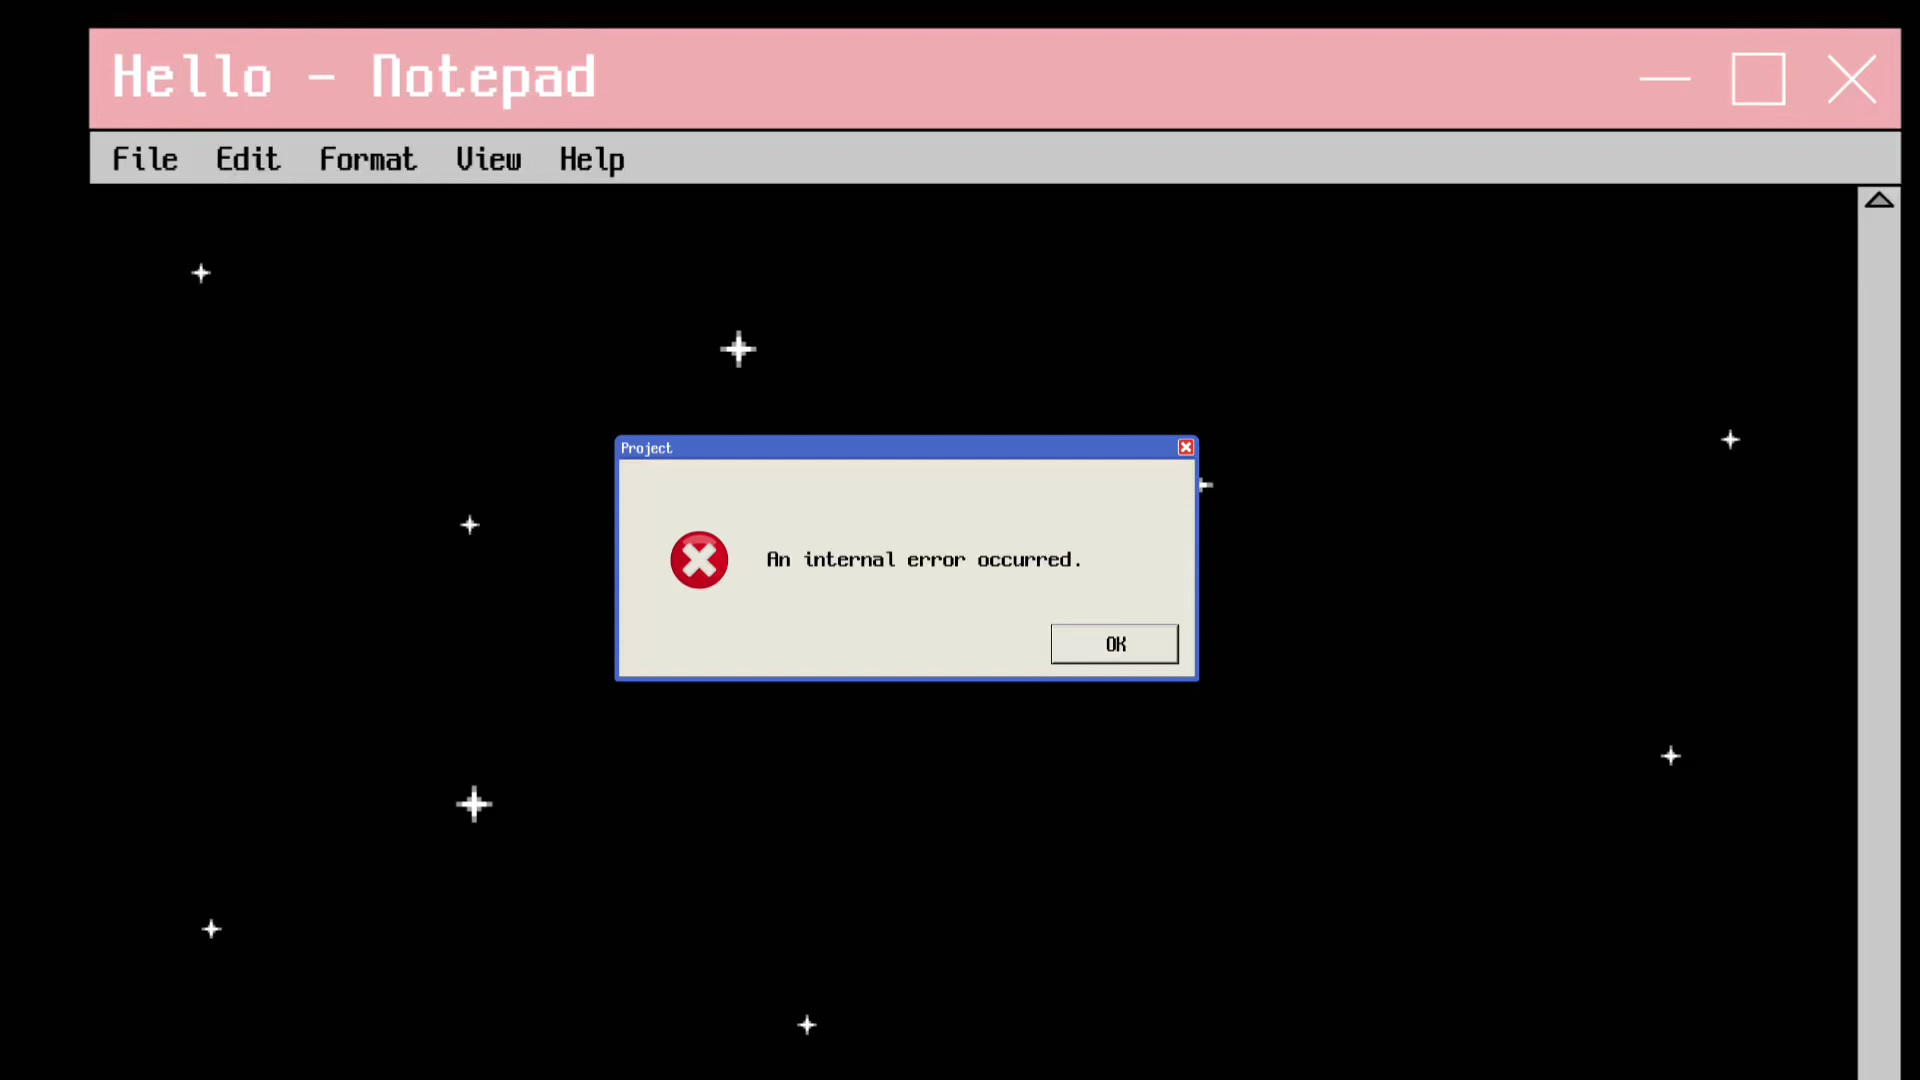 Hello - Notepad
File Edit Format View Help
Project
An internal error occurred.
OK